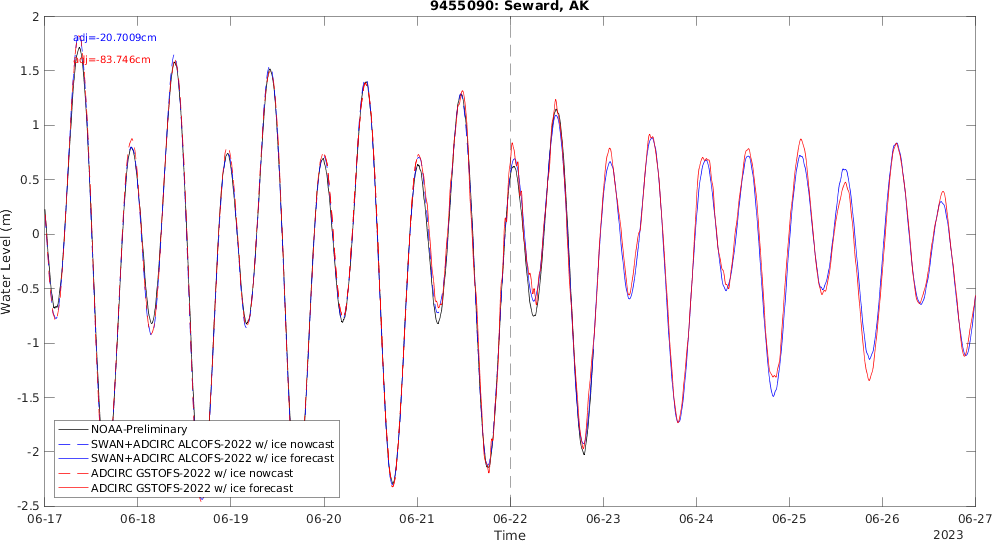 9455090: Seward, AK
2
1.5
1
0.5
0
-0.5
-1
-1.5
-2
-2.5
Water Level (m)
adj=-20.7009cm
adj=-83.746cm
NOAA-Preliminary
SWAN+ADCIRC ALCOFS-2022 w/ ice nowcast
SWAN+ADCIRC ALCOFS-2022 w/ ice forecast
ADCIRC GSTOFS-2022 w/ ice nowcast
ADCIRC GSTOFS-2022 w/ ice forecast
06-17 06-18 06-19 06-20 06-21 06-22 06-23 06-24 06-25 06-26 06-27
Time
2023